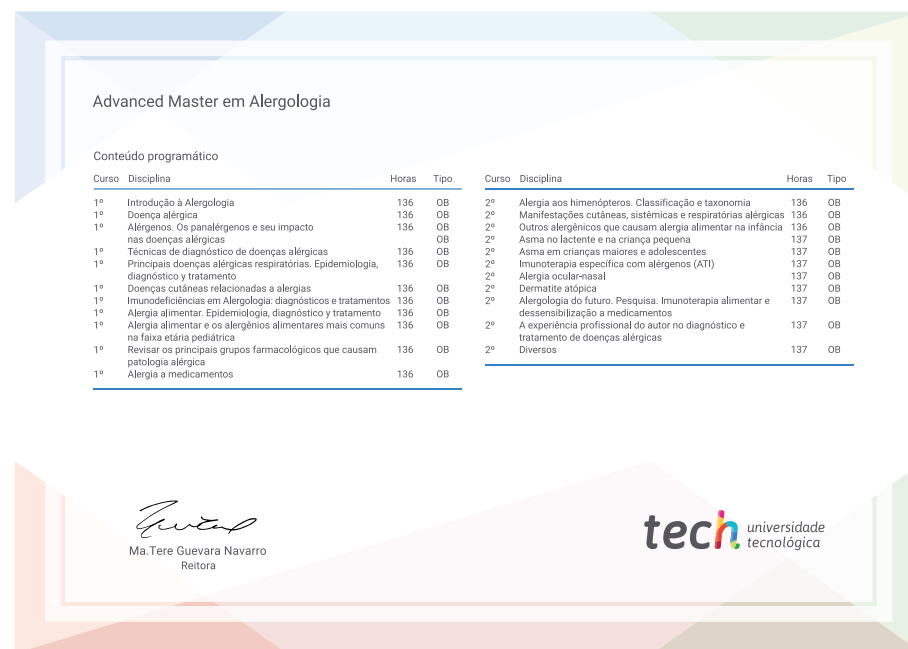 Advanced Master em Alergologia
Conteúdo programático
Curso Disciplina Horas Tipo
1º Introdução à Alergologia 136 OB
1º Doença alérgica 136 OB
1º Alérgenos. Os panalérgenos e seu impacto 136 OB
nas doenças alérgicas OB
1º Técnicas de diagnóstico de doenças alérgicas 136 OB
1º Principais doenças alérgicas respiratórias. Epidemiologia, 136 OB
diagnóstico y tratamento
1º Doenças cutâneas relacionadas a alergias 136 OB
1º Imunodeficiências em Alergologia: diagnósticos e tratamentos 136 OB
1º Alergia alimentar. Epidemiologia, diagnóstico y tratamento 136 OB
1º Alergia alimentar e os alergênios alimentares mais comuns 136 OB
na faixa etária pediátrica
1º Revisar os principais grupos farmacológicos que causam 136 OB
patologia alérgica
1º Alergia a medicamentos 136 OB
Curso Disciplina Horas Tipo
2º Alergia aos himenópteros. Classificação e taxonomia 136 OB
2º Manifestações cutâneas, sistêmicas e respiratórias alérgicas 136 OB
2º Outros alergênicos que causam alergia alimentar na infância 136 OB
2º Asma no lactente e na criança pequena 137 OB
2º Asma em crianças maiores e adolescentes 137 OB
2º Imunoterapia específica com alérgenos (ATI) 137 OB
2º Alergia ocular-nasal 137 OB
2º Dermatite atópica 137 OB
2º Alergologia do futuro. Pesquisa. Imunoterapia alimentar e 137 OB
dessensibilização a medicamentos
2º A experiência profissional do autor no diagnóstico e 137 OB
tratamento de doenças alérgicas
2º Diversos 137 OB
Ma.Tere Guevara Navarro
Reitora
tech universidade
tecnológica